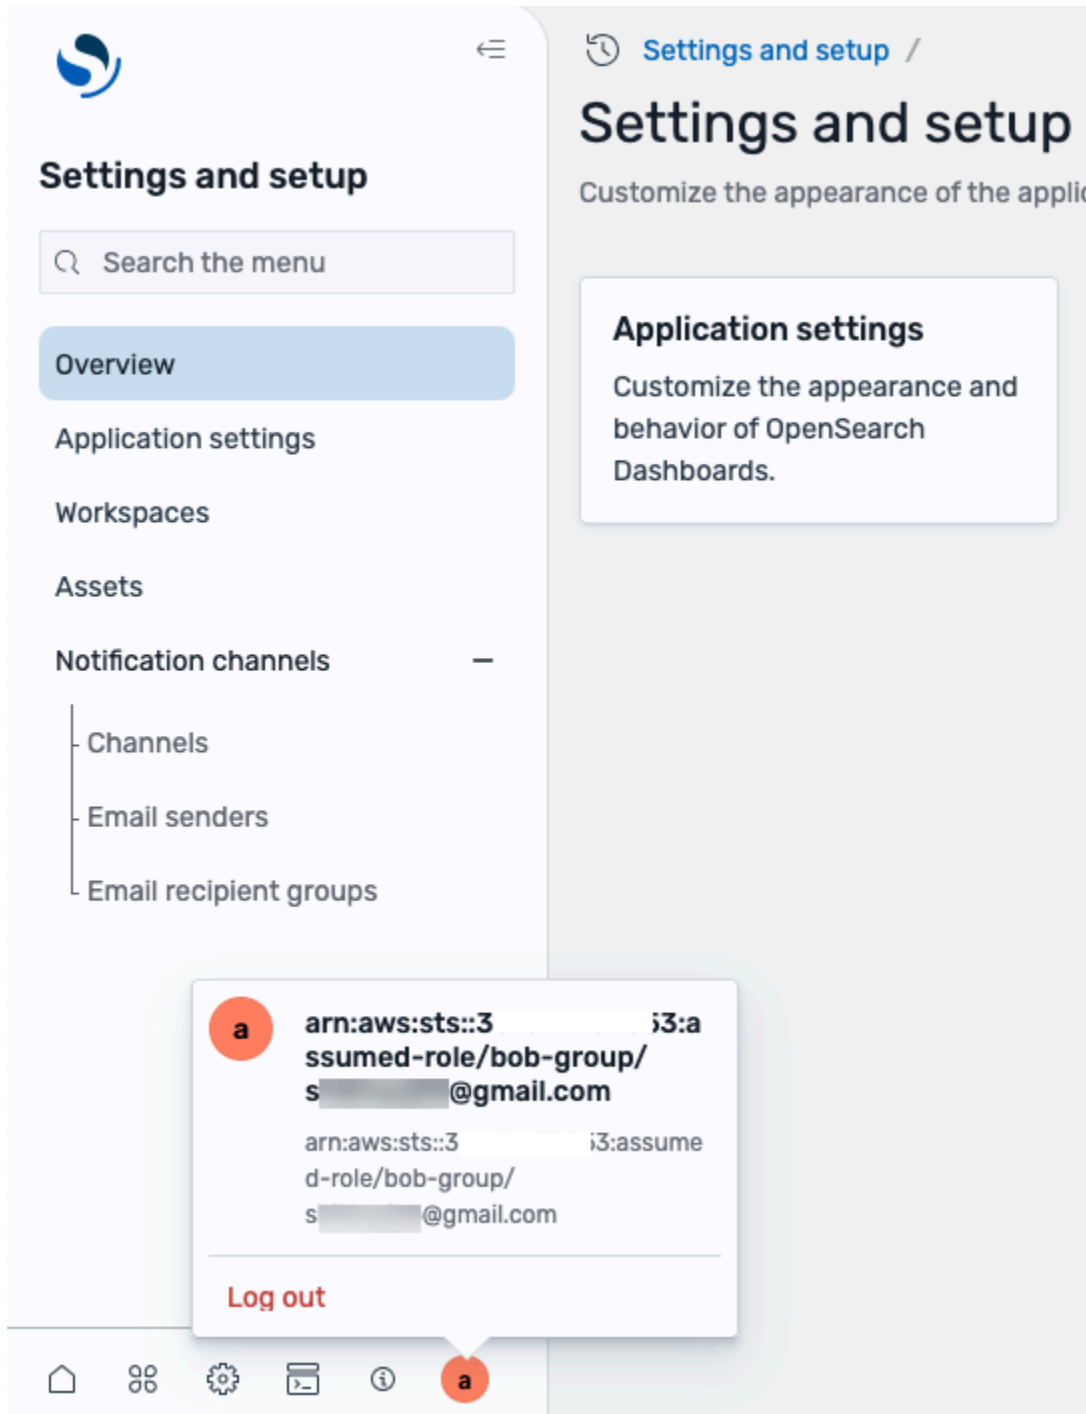 Settings and setup /
Settings and setup
Customize the appearance of the applic
Settings and setup
Search the menu
Overview
Application settings
Workspaces
Assets
Notification channels
Channels
Email senders
Email recipient groups
Application settings
Customize the appearance and
behavior of OpenSearch
Dashboards.
a
arn:aws:sts::3 53:a
ssumed-role/bob-group/
s @gmail.com
arn:aws:sts::3 53:assume
d-role/bob-group/
s @gmail.com
Log out
a